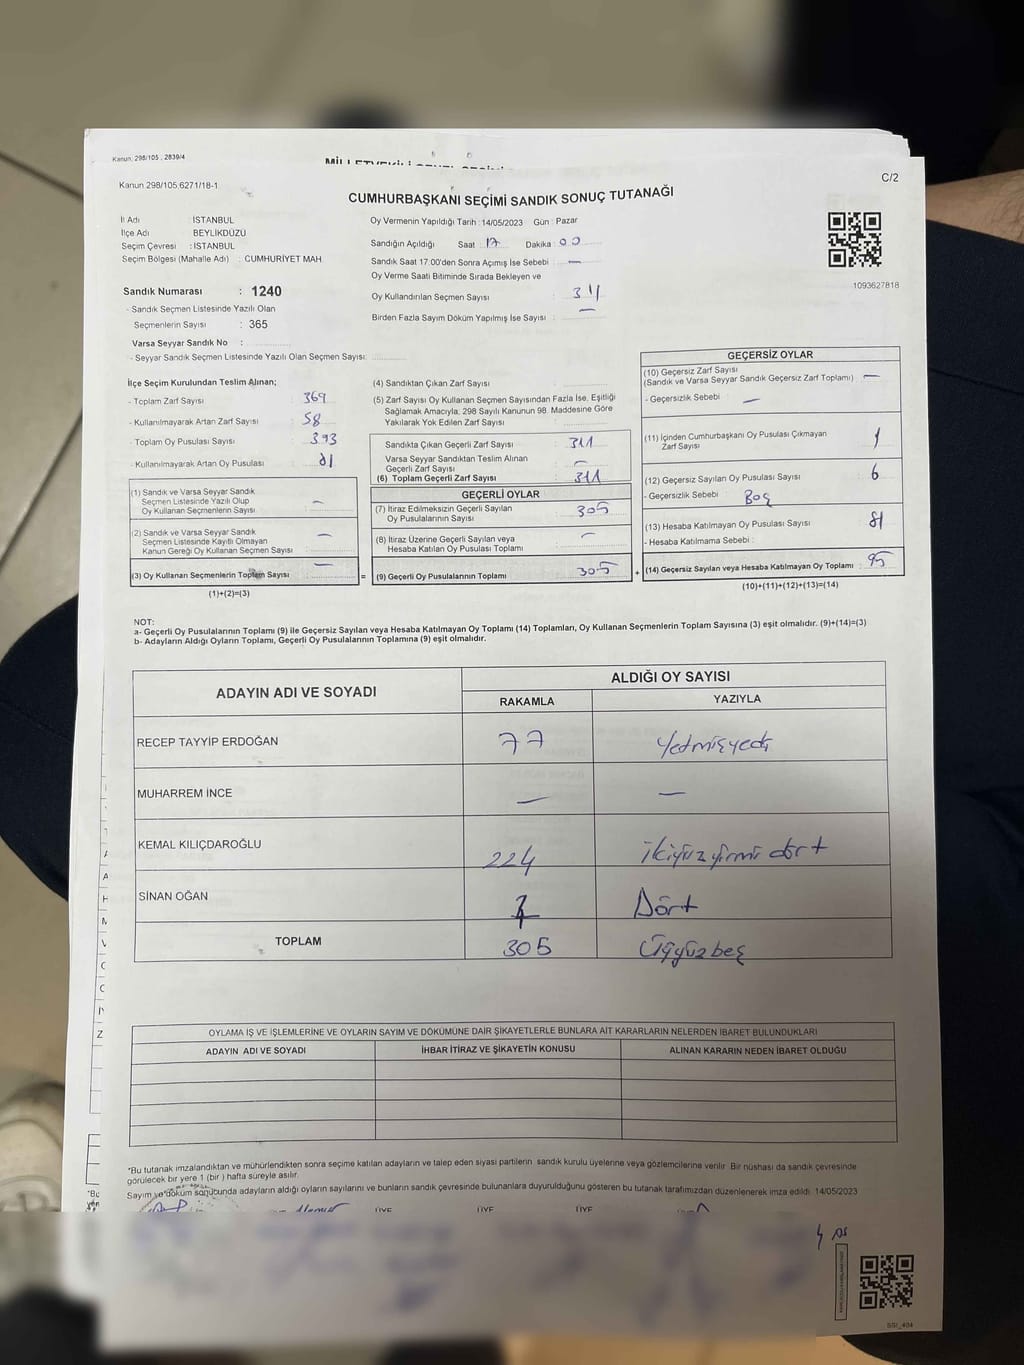 Kanun. 298/105 , 2839/4
Kanun 298/105.6271/18-1
C/2
CUMHURBAŞKANI SEÇİMİ SANDIK SONUÇ TUTANAĞI
İl Adı : İSTANBUL
İlçe Adı BEYLİKDÜZÜ
Seçim Çevresi : İSTANBUL
Seçim Bölgesi (Mahalle Adı) : CUMHURİYET MAH.
Oy Vermenin Yapıldığı Tarih : 14/05/2023 Gün : Pazar
Sandığın Açıldığı Saat : 17 Dakika : 00
Sandık Saat 17:00'den Sonra Açımış İse Sebebi : —
Oy Verme Saati Bitiminde Sırada Bekleyen ve
Oy Kullandırılan Seçmen Sayısı : 311
Birden Fazla Sayım Döküm Yapılmış İse Sayısı : —
1093627818
Sandık Numarası : 1240
- Sandık Seçmen Listesinde Yazılı Olan
Seçmenlerin Sayısı : 365
Varsa Seyyar Sandık No :
- Seyyar Sandık Seçmen Listesinde Yazılı Olan Seçmen Sayısı:
İlçe Seçim Kurulundan Teslim Alınan;
- Toplam Zarf Sayısı : 369
- Kullanılmayarak Artan Zarf Sayısı : 58
- Toplam Oy Pusulası Sayısı : 393
- Kullanılmayarak Artan Oy Pusulası : 81
(1) Sandık ve Varsa Seyyar Sandık
Seçmen Listesinde Yazılı Olup
Oy Kullanan Seçmenlerin Sayısı : —
(2) Sandık ve Varsa Seyyar Sandık
Seçmen Listesinde Kayıtlı Olmayan
Kanun Gereği Oy Kullanan Seçmen Sayısı : —
(3) Oy Kullanan Seçmenlerin Toplam Sayısı : — =
(1)+(2)=(3)
(4) Sandıktan Çıkan Zarf Sayısı :
(5) Zarf Sayısı Oy Kullanan Seçmen Sayısından Fazla İse, Eşitliği
Sağlamak Amacıyla; 298 Sayılı Kanunun 98. Maddesine Göre
Yakılarak Yok Edilen Zarf Sayısı :
Sandıkta Çıkan Geçerli Zarf Sayısı : 311
Varsa Seyyar Sandıktan Teslim Alınan
Geçerli Zarf Sayısı : —
(6) Toplam Geçerli Zarf Sayısı : 311
GEÇERLİ OYLAR
(7) İtiraz Edilmeksizin Geçerli Sayılan
Oy Pusulalarının Sayısı : 305
(8) İtiraz Üzerine Geçerli Sayılan veya
Hesaba Katılan Oy Pusulası Toplamı : —
(9) Geçerli Oy Pusulalarının Toplamı : 305 +
GEÇERSİZ OYLAR
(10) Geçersiz Zarf Sayısı
(Sandık ve Varsa Seyyar Sandık Geçersiz Zarf Toplamı) : —
- Geçersizlik Sebebi : —
(11) İçinden Cumhurbaşkanı Oy Pusulası Çıkmayan
Zarf Sayısı : 1
(12) Geçersiz Sayılan Oy Pusulası Sayısı : 6
- Geçersizlik Sebebi : Boş
(13) Hesaba Katılmayan Oy Pusulası Sayısı : 81
- Hesaba Katılmama Sebebi :
(14) Geçersiz Sayılan veya Hesaba Katılmayan Oy Toplamı : 95
(10)+(11)+(12)+(13)=(14)
NOT:
a- Geçerli Oy Pusulalarının Toplamı (9) ile Geçersiz Sayılan veya Hesaba Katılmayan Oy Toplamı (14) Toplamları, Oy Kullanan Seçmenlerin Toplam Sayısına (3) eşit olmalıdır. (9)+(14)=(3)
b- Adayların Aldığı Oyların Toplamı, Geçerli Oy Pusulalarının Toplamına (9) eşit olmalıdır.
ADAYIN ADI VE SOYADI ALDIĞI OY SAYISI
RAKAMLA YAZIYLA
RECEP TAYYİP ERDOĞAN 77 Yetmişyedi
MUHARREM İNCE — —
KEMAL KILIÇDAROĞLU 224 ikiyüzyirmi dört
SİNAN OĞAN Dört
TOPLAM 305 Üçyüzbeş
OYLAMA İŞ VE İŞLEMLERİNE VE OYLARIN SAYIM VE DÖKÜMÜNE DAİR ŞİKAYETLERLE BUNLARA AİT KARARLARIN NELERDEN İBARET BULUNDUKLARI
ADAYIN ADI VE SOYADI İHBAR İTİRAZ VE ŞİKAYETİN KONUSU ALINAN KARARIN NEDEN İBARET OLDUĞU
*Bu tutanak imzalandıktan ve mühürlendikten sonra seçime katılan adayların ve talep eden siyasi partilerin sandık kurulu üyelerine veya gözlemcilerine verilir. Bir nüshası da sandık çevresinde
görülecek bir yere 1 (bir ) hafta süreyle asılır.
Sayım ve döküm sonucunda adayların aldığı oyların sayılarını ve bunların sandık çevresinde bulunanlara duyurulduğunu gösteren bu tutanak tarafımızdan düzenlenerek imza edildi. 14/05/2023
ÜYE ÜYE ÜYE